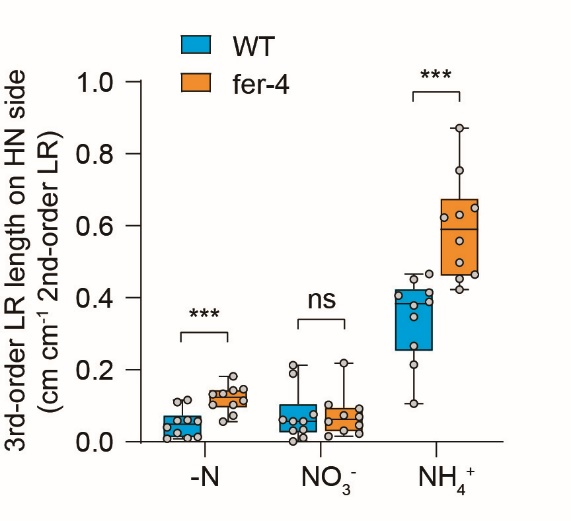 WT
fer-4
3rd-order LR length on HN side
(cm cm⁻¹ 2nd-order LR)
1.0
0.8
0.6
0.4
0.2
0.0
***
ns
***
-N
NO₃⁻
NH₄⁺